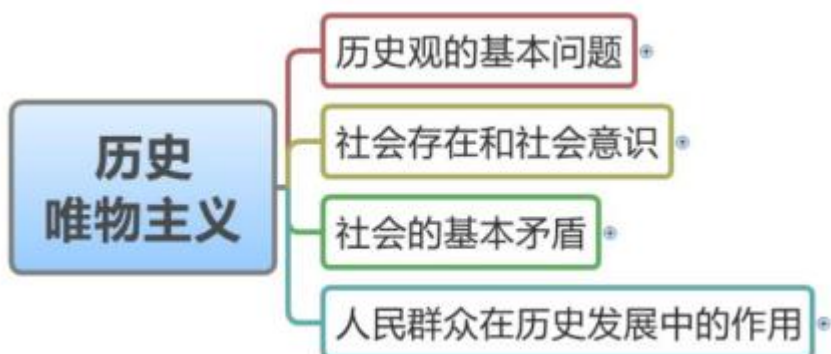 历史
唯物主义
历史观的基本问题
社会存在和社会意识
社会的基本矛盾
人民群众在历史发展中的作用